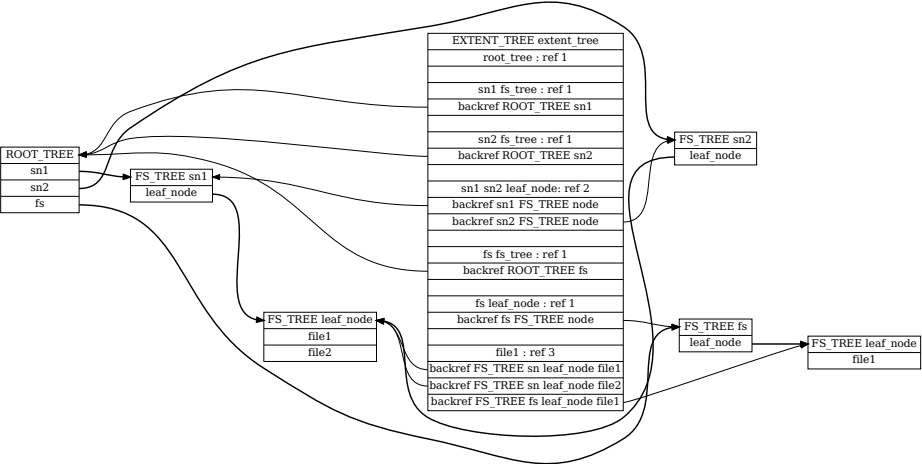 ROOT_TREE
sn1
sn2
fs
FS_TREE sn1
leaf_node
FS_TREE leaf_node
file1
file2
EXTENT_TREE extent_tree
root_tree : ref 1
sn1 fs_tree : ref 1
backref ROOT_TREE sn1
sn2 fs_tree : ref 1
backref ROOT_TREE sn2
sn1 sn2 leaf_node: ref 2
backref sn1 FS_TREE node
backref sn2 FS_TREE node
fs fs_tree : ref 1
backref ROOT_TREE fs
fs leaf_node : ref 1
backref fs FS_TREE node
file1 : ref 3
backref FS_TREE sn leaf_node file1
backref FS_TREE sn leaf_node file2
backref FS_TREE fs leaf_node file1
FS_TREE sn2
leaf_node
FS_TREE fs
leaf_node
FS_TREE leaf_node
file1